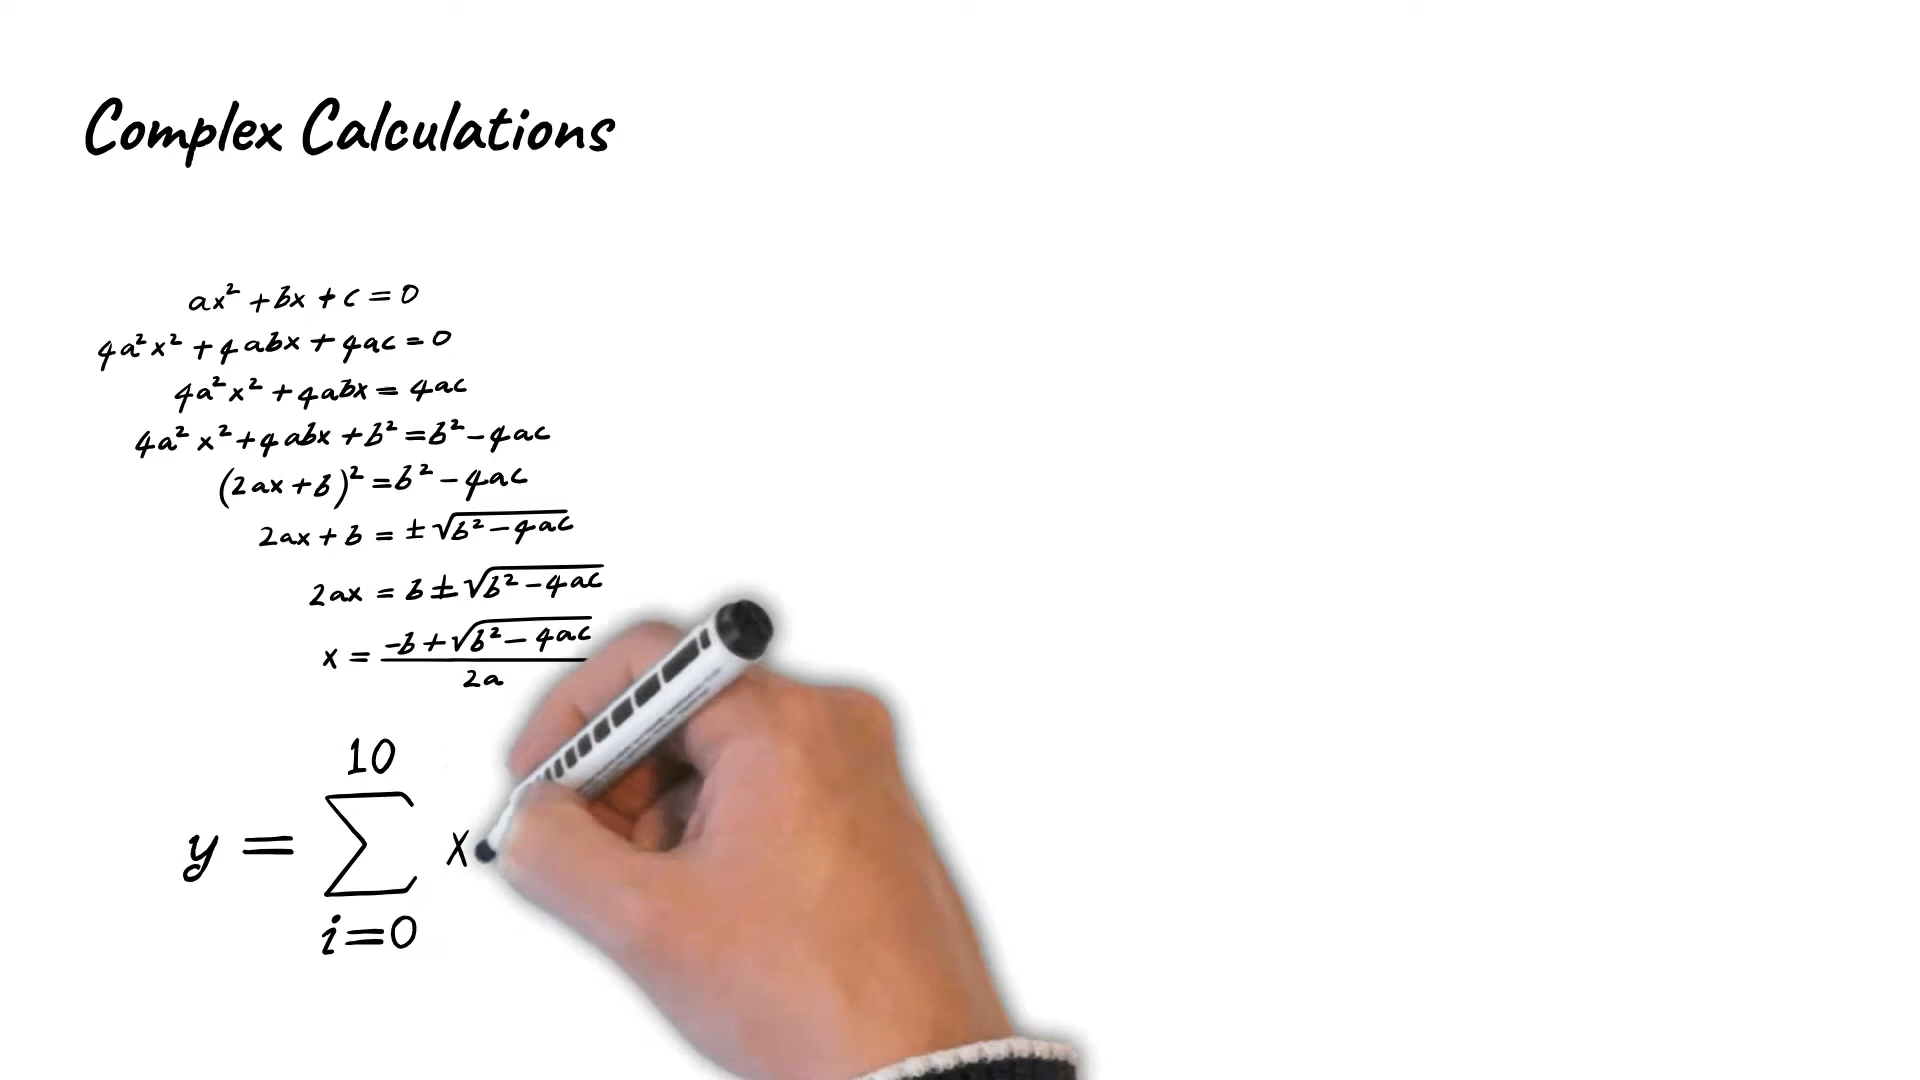 Complex Calculations
ax² + bx + c = 0
4a²x² + 4abx + 4ac = 0
4a²x² + 4abx = 4ac
4a²x² + 4abx + b² = b² - 4ac
(2ax + b)² = b² - 4ac
2ax + b = ± √b² - 4ac
2ax = b ± √b² - 4ac
x = -b + √b² - 4ac / 2a
10
y = ∑ x
i=0